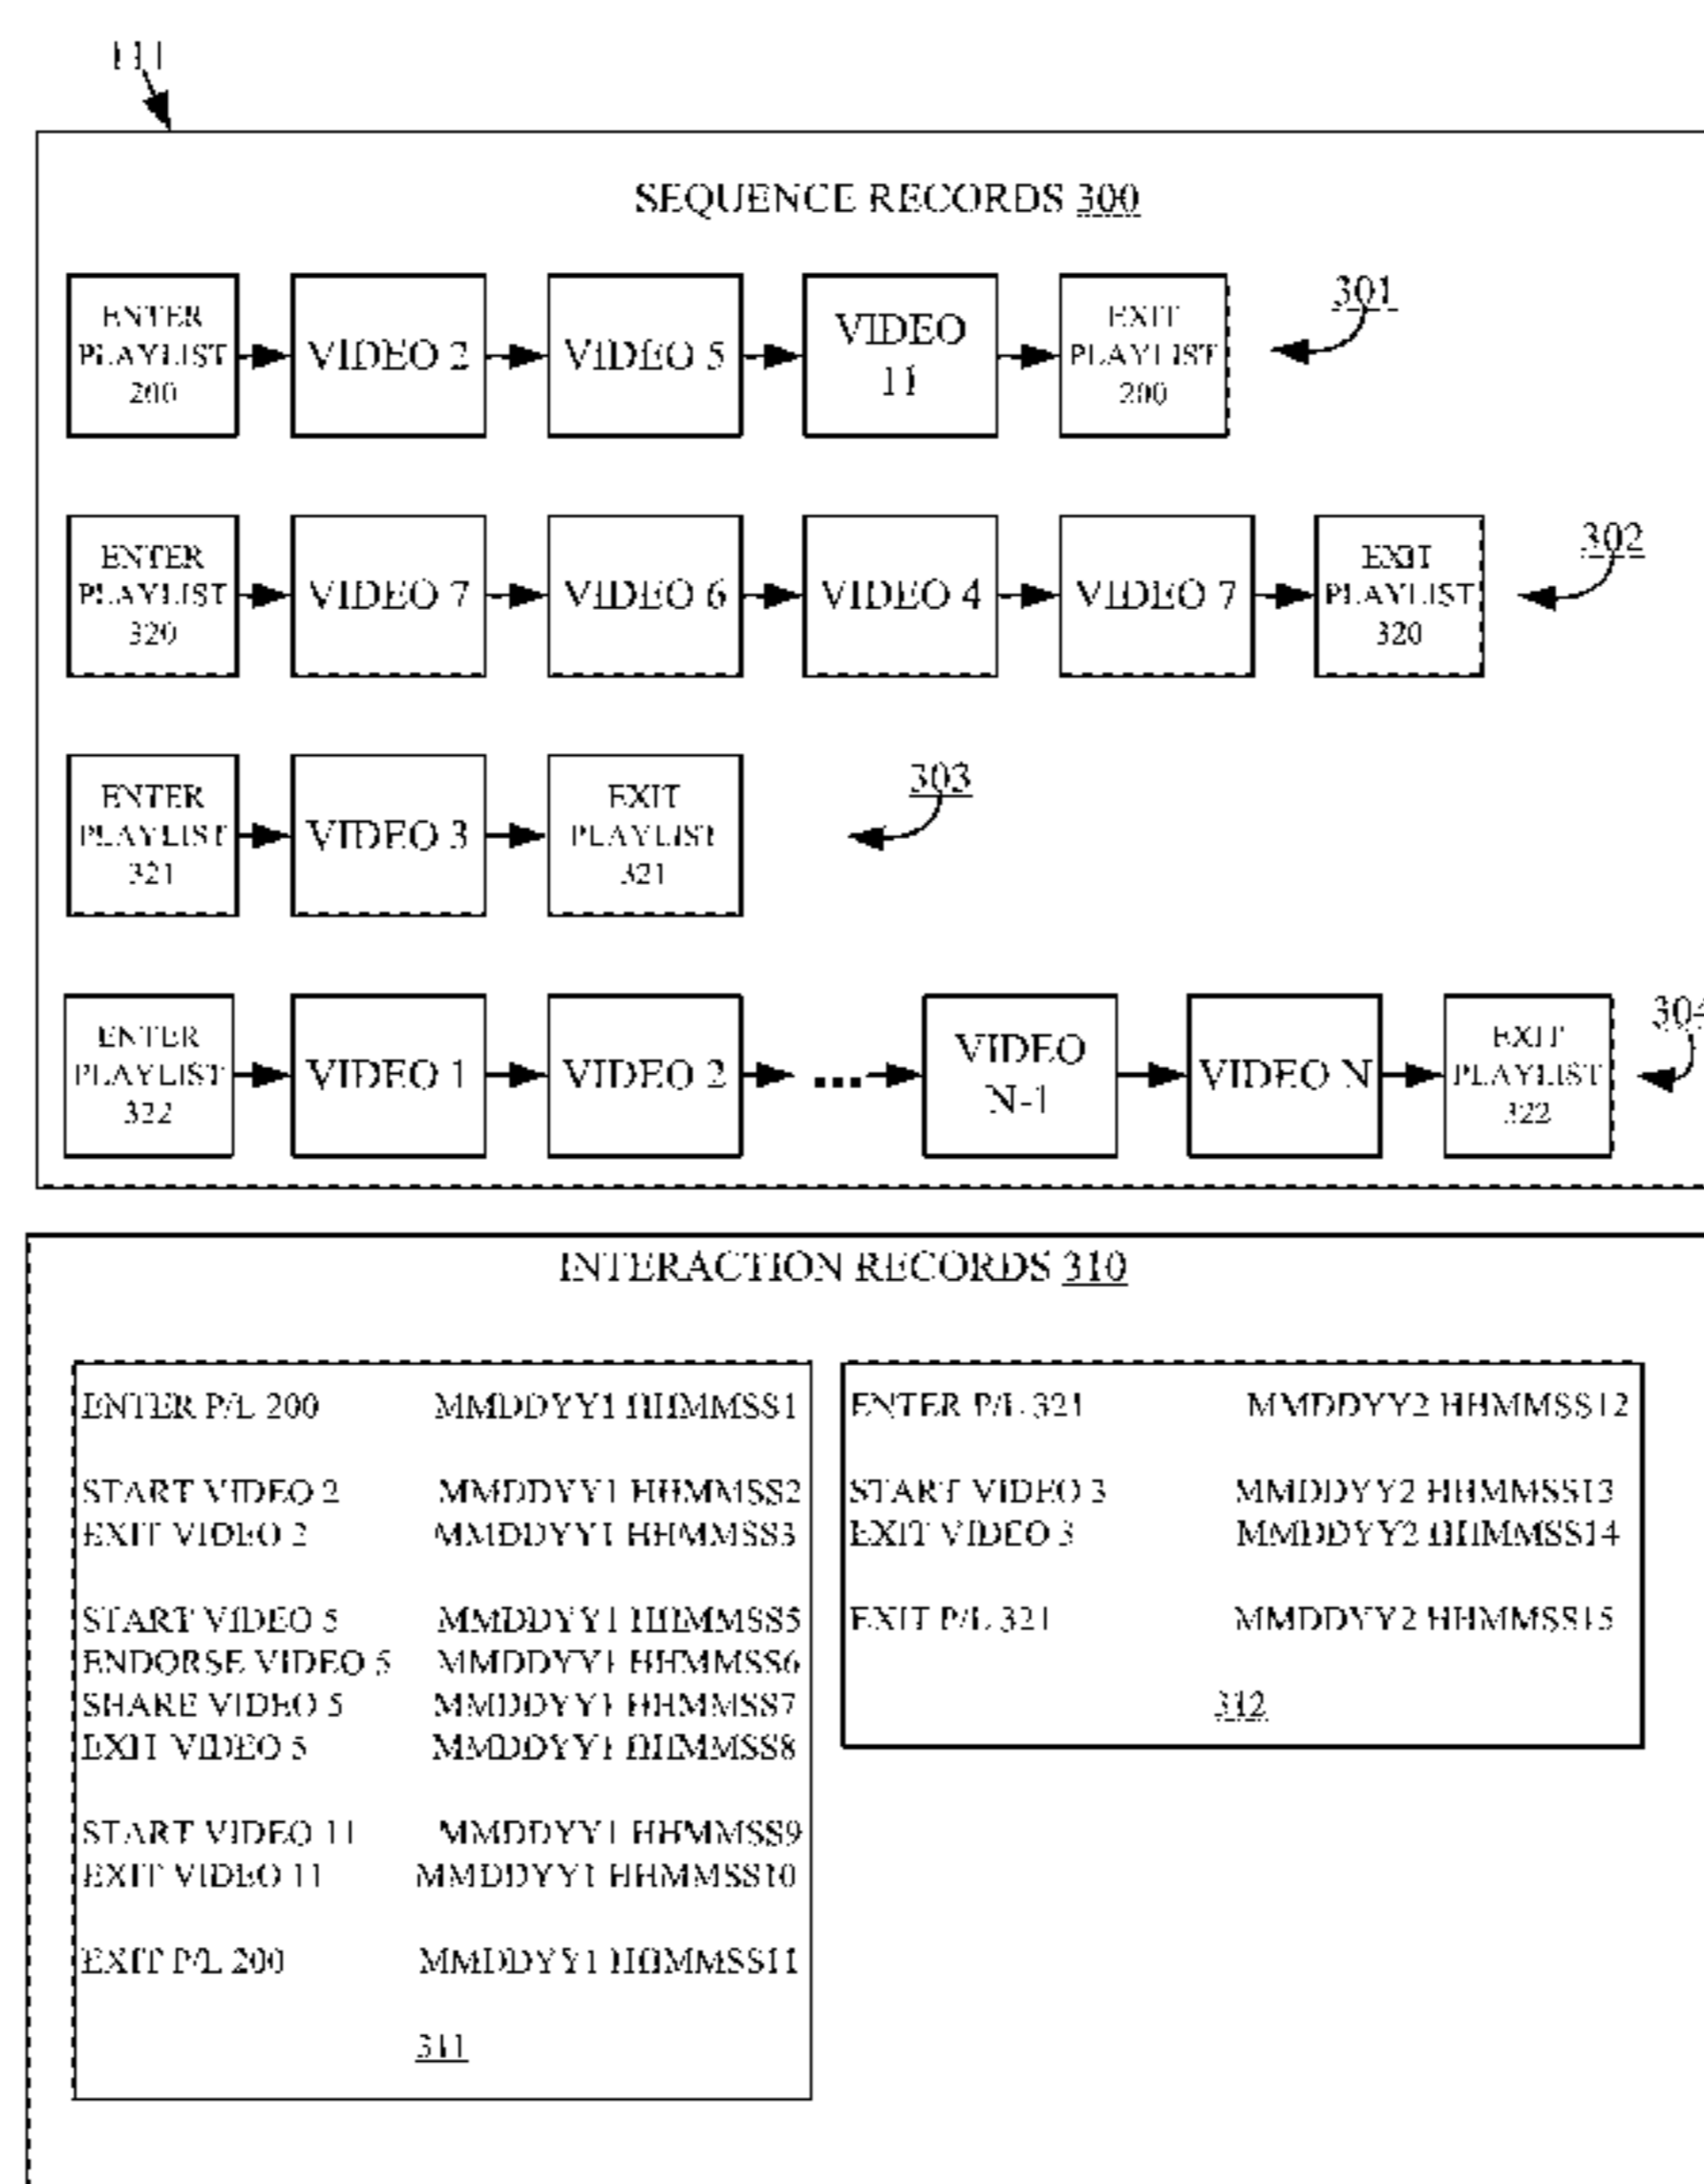 111
SEQUENCE RECORDS 300
ENTER
PLAYLIST
200
VIDEO 2
VIDEO 5
VIDEO
11
EXIT
PLAYLIST
200
301
ENTER
PLAYLIST
320
VIDEO 7
VIDEO 6
VIDEO 4
VIDEO 7
EXIT
PLAYLIST
320
302
ENTER
PLAYLIST
321
VIDEO 3
EXIT
PLAYLIST
321
303
ENTER
PLAYLIST
322
VIDEO 1
VIDEO 2
...
VIDEO
N-1
VIDEO N
EXIT
PLAYLIST
322
304
INTERACTION RECORDS 310
ENTER P/L 200 MMDDYY1 HHMMSS1
START VIDEO 2 MMDDYY1 HHMMSS2
EXIT VIDEO 2 MMDDYY1 HHMMSS3
START VIDEO 5 MMDDYY1 HHMMSS5
ENDORSE VIDEO 5 MMDDYY1 HHMMSS6
SHARE VIDEO 5 MMDDYY1 HHMMSS7
EXIT VIDEO 5 MMDDYY1 HHMMSS8
START VIDEO 11 MMDDYY1 HHMMSS9
EXIT VIDEO 11 MMDDYY1 HHMMSS10
EXIT P/L 200 MMDDYY1 HHMMSS11
311
ENTER P/L 321 MMDDYY2 HHMMSS12
START VIDEO 3 MMDDYY2 HHMMSS13
EXIT VIDEO 3 MMDDYY2 HHMMSS14
EXIT P/L 321 MMDDYY2 HHMMSS15
312